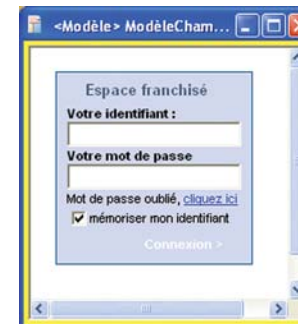 <Modèle> ModèleCham...
Espace franchisé
Votre identifiant :
Votre mot de passe
Mot de passe oublié, cliquez ici
mémoriser mon identifiant
Connexion >